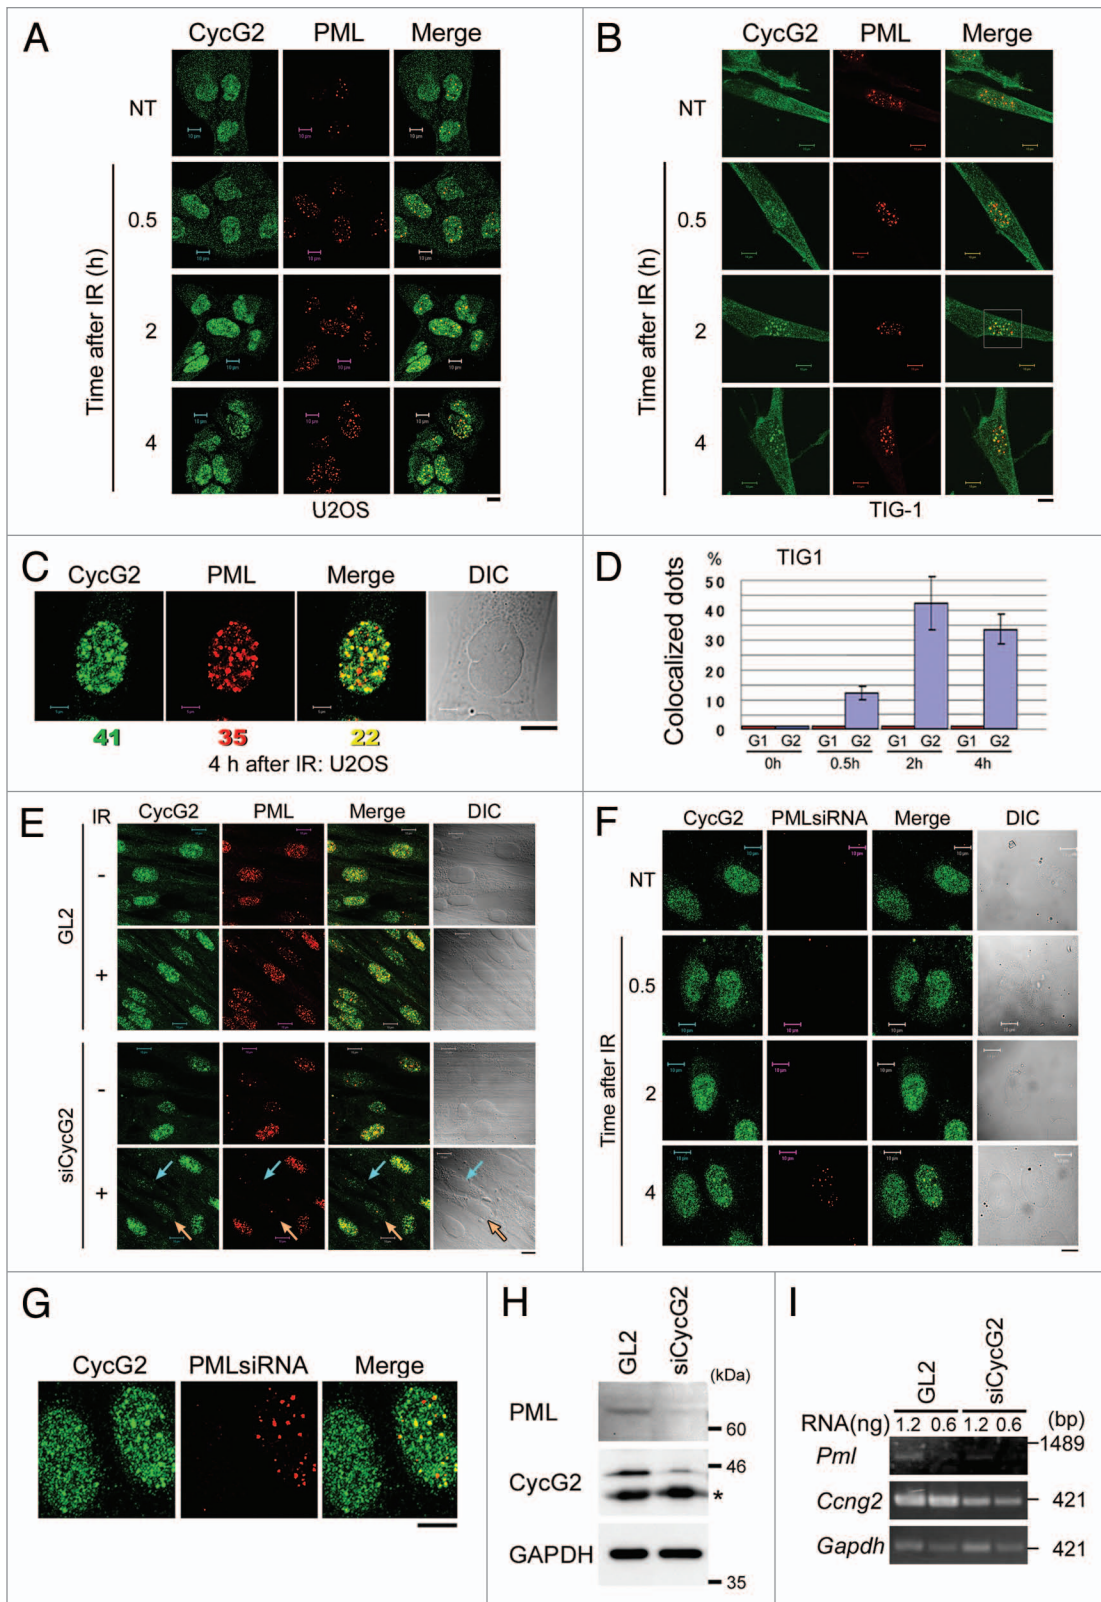 A
CycG2 PML Merge
NT
0.5
2
4
Time after IR (h)
10 µm
U2OS
B
CycG2 PML Merge
NT
0.5
2
4
Time after IR (h)
TIG-1
C
CycG2 PML Merge DIC
41 35 22
4 h after IR: U2OS
D
% TIG1
Colocalized dots
50
40
30
20
10
0
G1 G2 G1 G2 G1 G2 G1 G2
0h 0.5h 2h 4h
E
IR CycG2 PML Merge DIC
GL2
-
+
siCycG2
-
+
F
CycG2 PMLsiRNA Merge DIC
NT
0.5
2
4
Time after IR
10 µm
G
CycG2 PMLsiRNA Merge
H
GL2 siCycG2
(kDa)
PML
60
46
CycG2
*
GAPDH
35
I
GL2 siCycG2
RNA(ng) 1.2 0.6 1.2 0.6 (bp)
Pml 1489
Ccng2 421
Gapdh 421